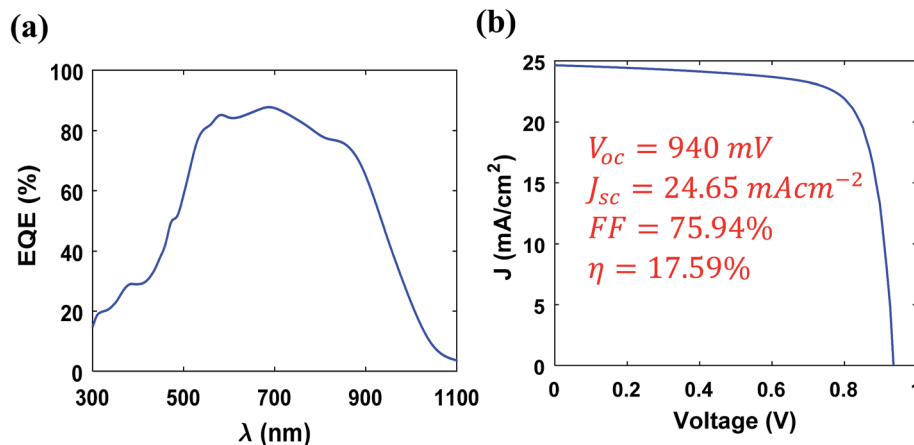 (a)
100
80
60
40
20
0
EQE (%)
300 500 700 900 1100
λ (nm)
(b)
25
20
15
10
5
0
J (mA/cm²)
V_oc = 940 mV
J_sc = 24.65 mAcm⁻²
FF = 75.94%
η = 17.59%
0 0.2 0.4 0.6 0.8 1
Voltage (V)